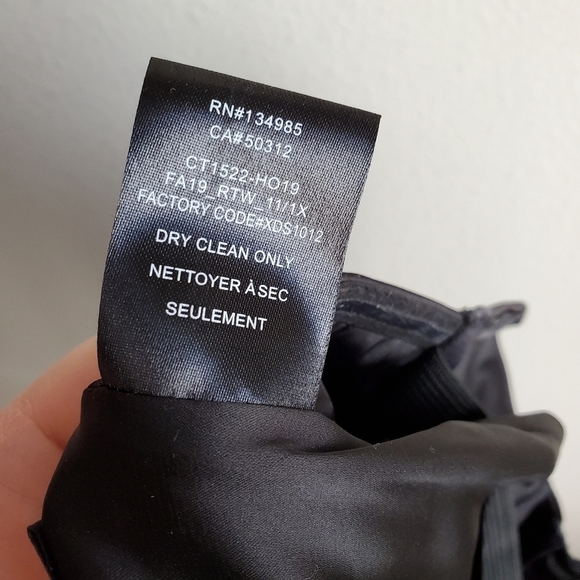 RN#134985
CA#50312
CT1522-HO19
FA19_RTW_11/1X
FACTORY CODE#XDS1012
DRY CLEAN ONLY
NETTOYER À SEC
SEULEMENT